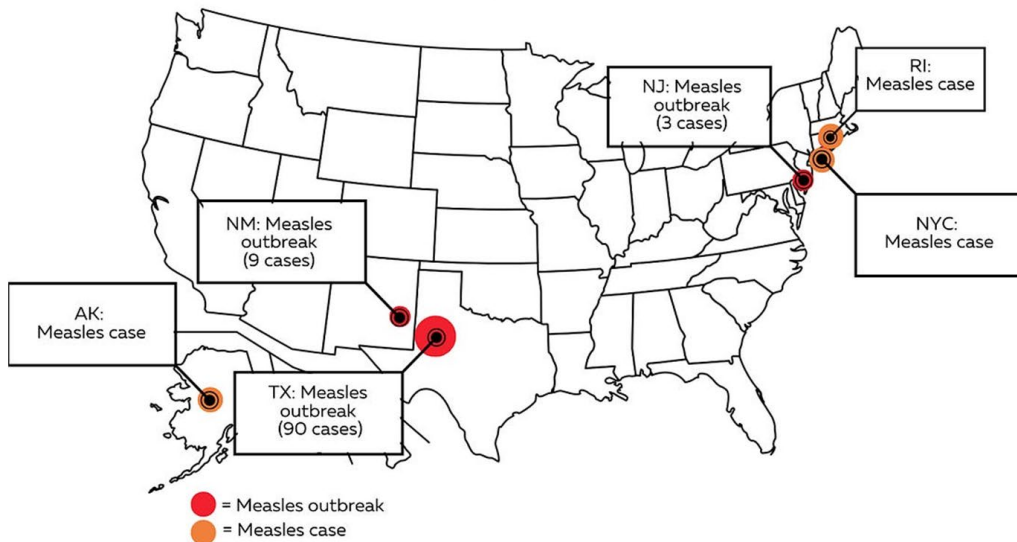 RI:
Measles case
NJ: Measles
outbreak
(3 cases)
NYC:
Measles case
NM: Measles
outbreak
(9 cases)
AK:
Measles case
TX: Measles
outbreak
(90 cases)
= Measles outbreak
= Measles case